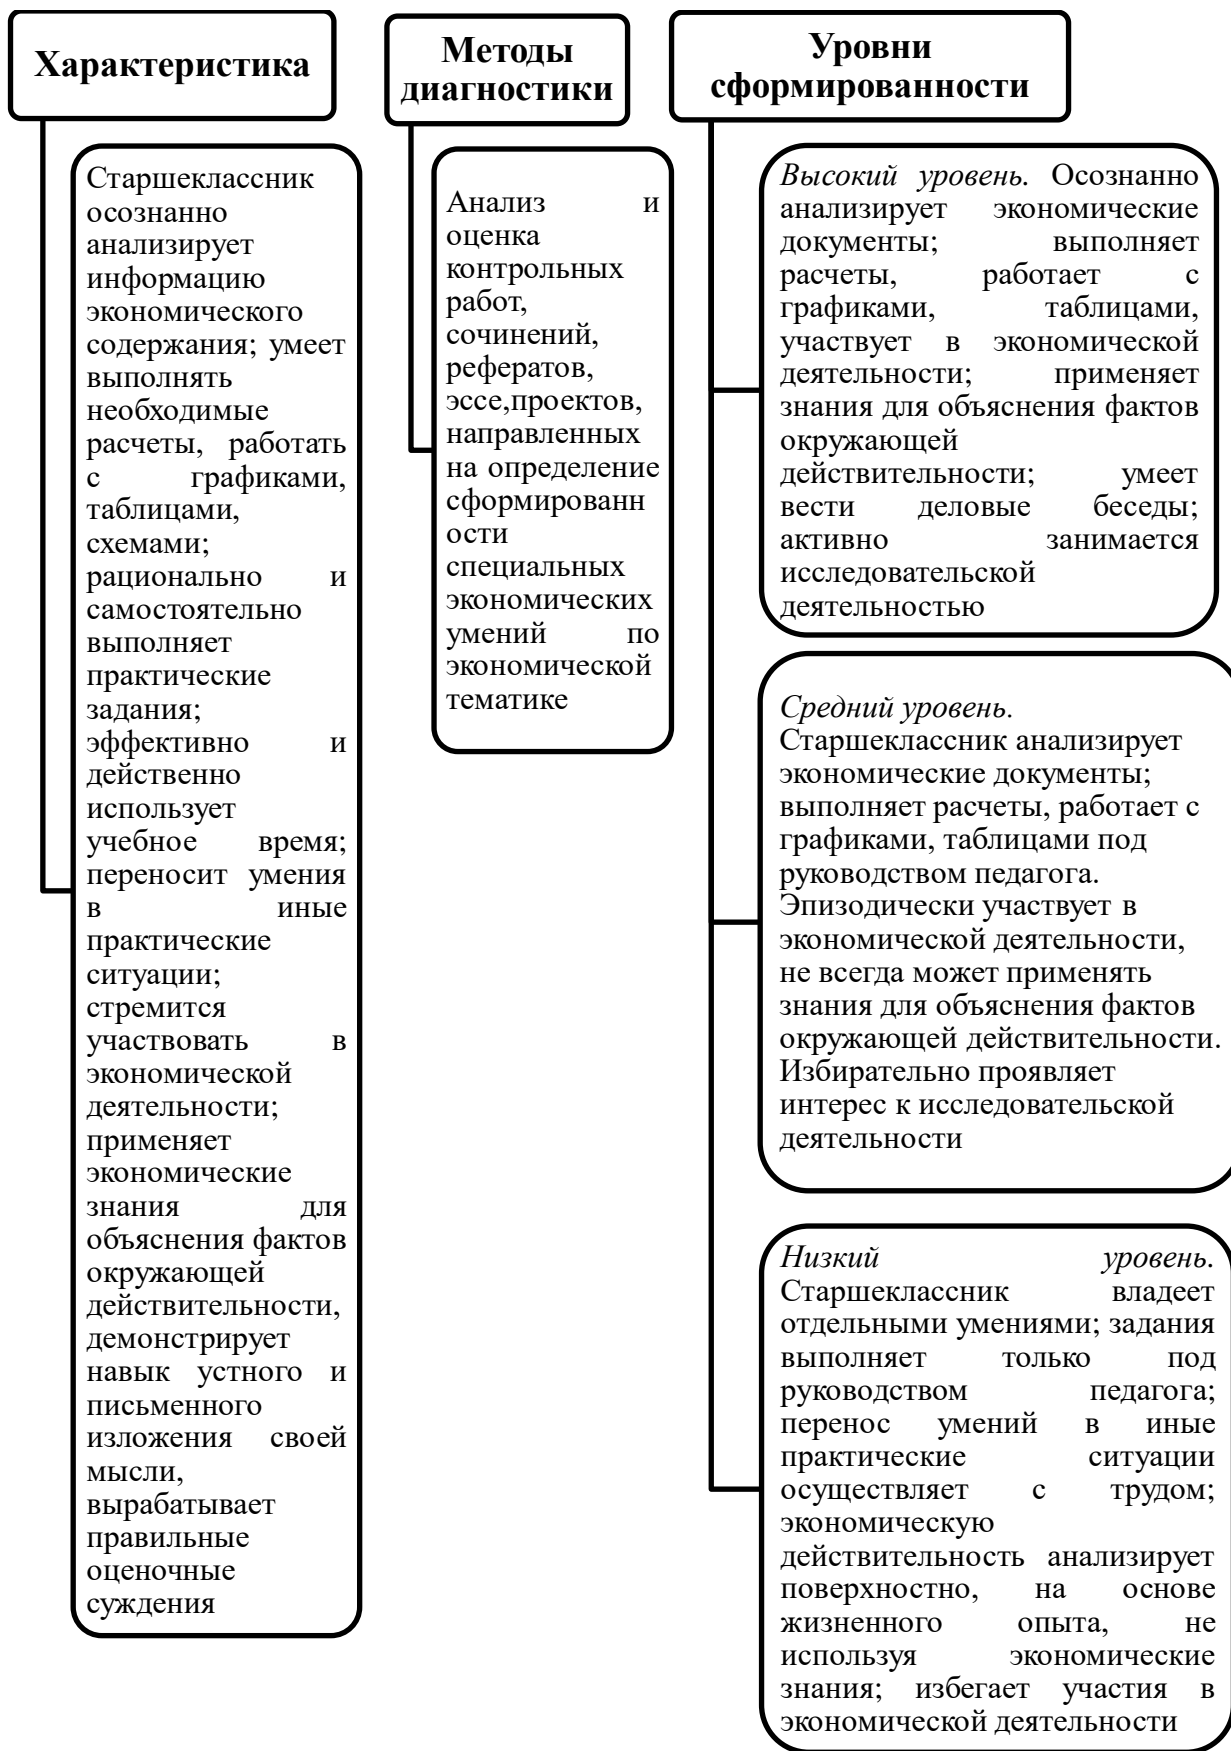 Характеристика
Старшеклассник
осознанно
анализирует
информацию
экономического
содержания; умеет
выполнять
необходимые
расчеты, работать
с графиками,
таблицами,
схемами;
рационально и
самостоятельно
выполняет
практические
задания;
эффективно и
действенно
использует
учебное время;
переносит умения
в иные
практические
ситуации;
стремится
участвовать в
экономической
деятельности;
применяет
экономические
знания для
объяснения фактов
окружающей
действительности,
демонстрирует
навык устного и
письменного
изложения своей
мысли,
вырабатывает
правильные
оценочные
суждения
Методы
диагностики
Анализ и
оценка
контрольных
работ,
сочинений,
рефератов,
эссе,проектов,
направленных
на определение
сформированн
ости
специальных
экономических
умений по
экономической
тематике
Уровни
сформированности
Высокий уровень. Осознанно
анализирует экономические
документы; выполняет
расчеты, работает с
графиками, таблицами,
участвует в экономической
деятельности; применяет
знания для объяснения фактов
окружающей
действительности; умеет
вести деловые беседы;
активно занимается
исследовательской
деятельностью
Средний уровень.
Старшеклассник анализирует
экономические документы;
выполняет расчеты, работает с
графиками, таблицами под
руководством педагога.
Эпизодически участвует в
экономической деятельности,
не всегда может применять
знания для объяснения фактов
окружающей действительности.
Избирательно проявляет
интерес к исследовательской
деятельности
Низкий уровень.
Старшеклассник владеет
отдельными умениями; задания
выполняет только под
руководством педагога;
перенос умений в иные
практические ситуации
осуществляет с трудом;
экономическую
действительность анализирует
поверхностно, на основе
жизненного опыта, не
используя экономические
знания; избегает участия в
экономической деятельности